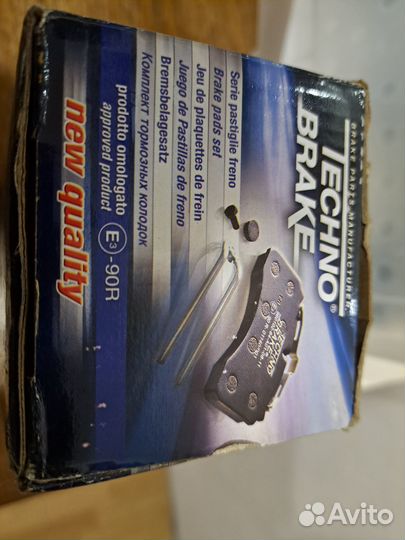 TECHNO
BRAKE®
BRAKE PARTS MANUFACTURER
Serie pastiglie freno
Brake pads set
Jeu de plaquettes de frein
Juego de Pastillas de freno
Bremsbelagesatz
Комплект тормозных колодок
prodotto omologato
approved product
E3-90R
new quality
Avito